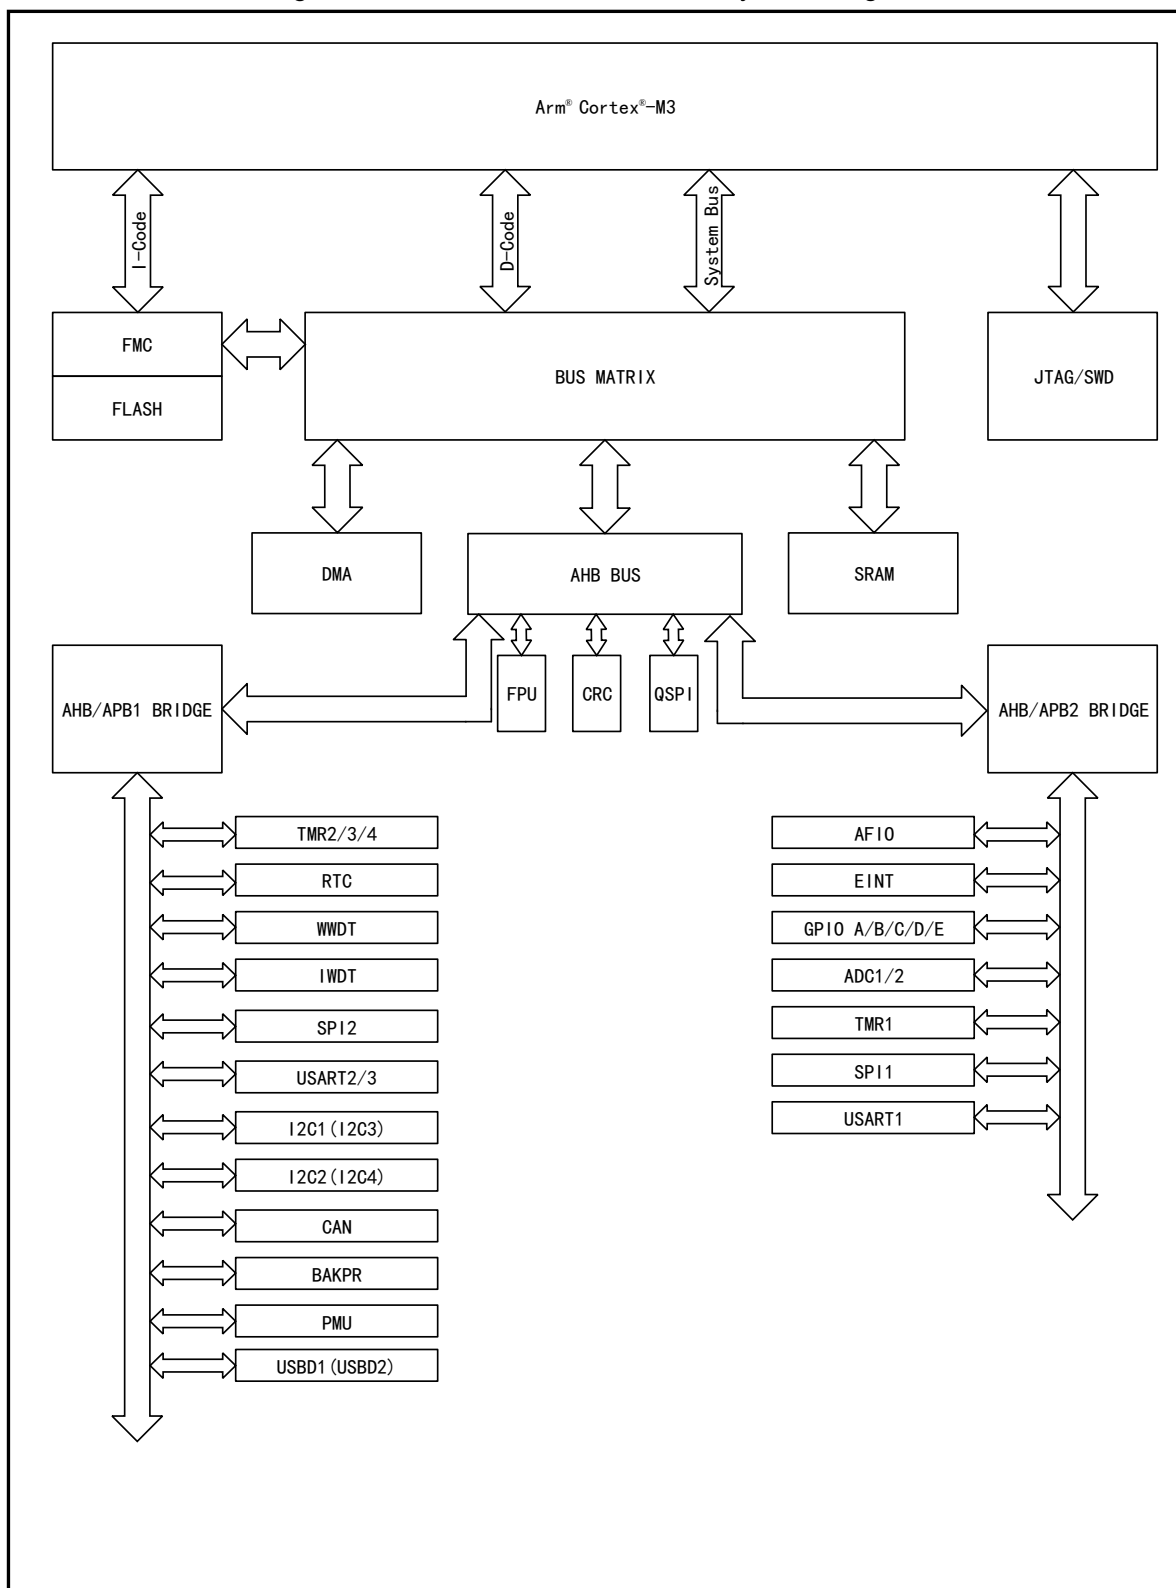 Arm® Cortex®-M3
I-Code
D-Code
System Bus
FMC
FLASH
BUS MATRIX
JTAG/SWD
DMA
AHB BUS
SRAM
FPU
CRC
QSPI
AHB/APB1 BRIDGE
AHB/APB2 BRIDGE
TMR2/3/4
RTC
WWDT
IWDT
SPI2
USART2/3
I2C1(I2C3)
I2C2(I2C4)
CAN
BAKPR
PMU
USBD1(USBD2)
AFIO
EINT
GPIO A/B/C/D/E
ADC1/2
TMR1
SPI1
USART1